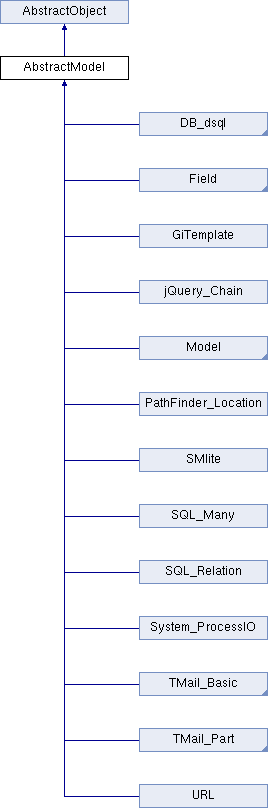 AbstractObject
AbstractModel
DB_dsql
Field
GiTemplate
jQuery_Chain
Model
PathFinder_Location
SMlite
SQL_Many
SQL_Relation
System_ProcessIO
TMail_Basic
TMail_Part
URL